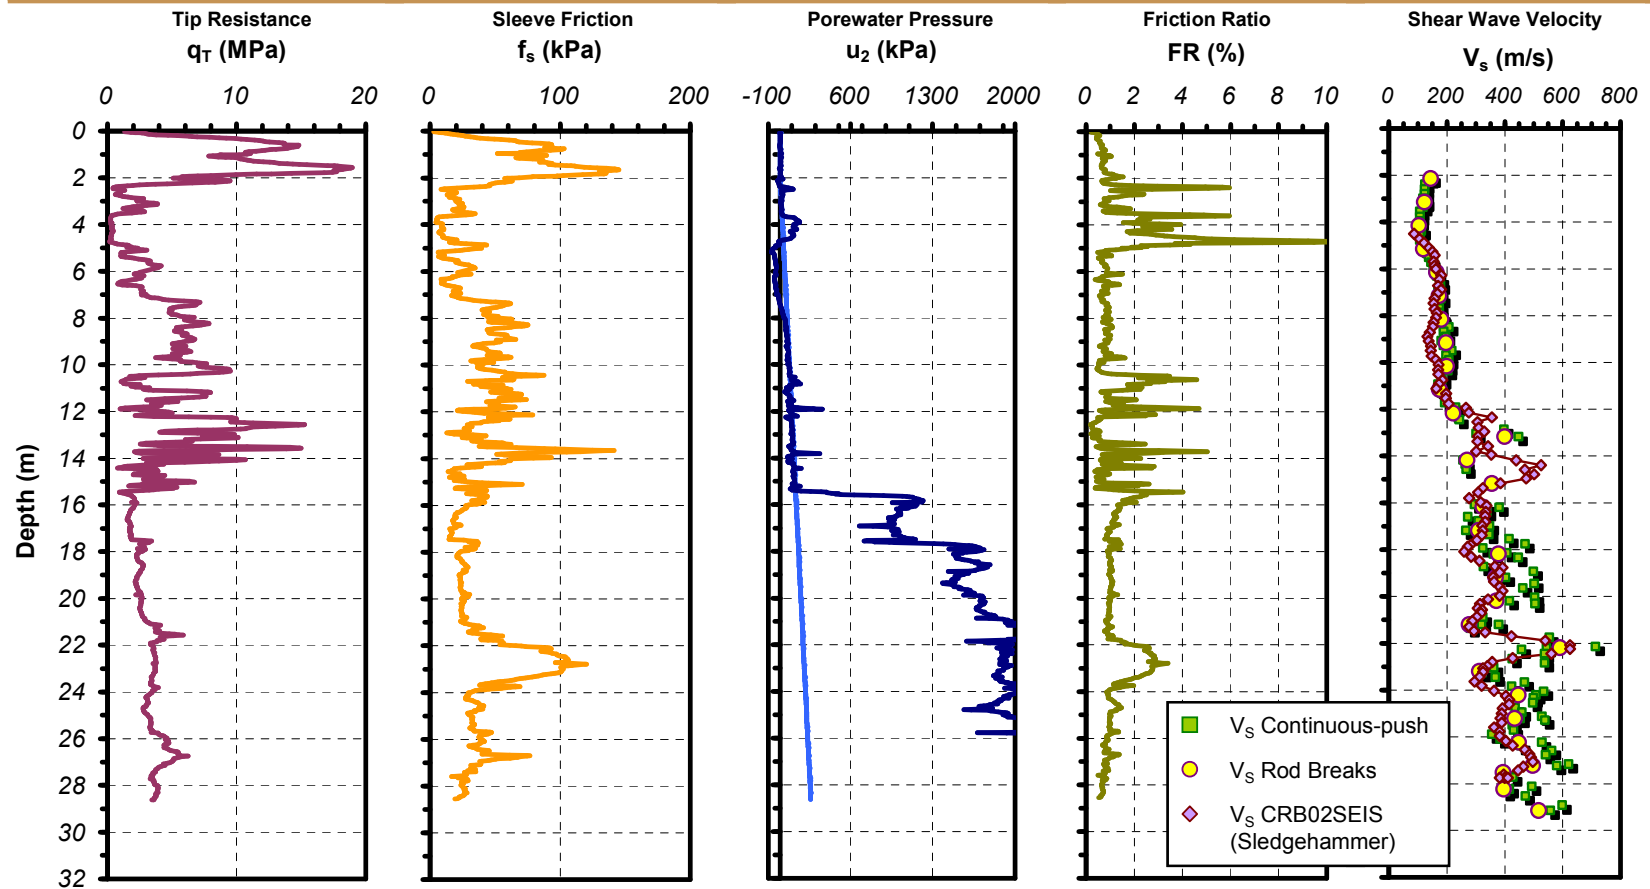 Tip Resistance
qT (MPa)
0 10 20
Sleeve Friction
fs (kPa)
0 100 200
Porewater Pressure
u2 (kPa)
-100 600 1300 2000
Friction Ratio
FR (%)
0 2 4 6 8 10
Shear Wave Velocity
Vs (m/s)
0 200 400 600 800
Depth (m)
0
2
4
6
8
10
12
14
16
18
20
22
24
26
28
30
32
VS Continuous-push
VS Rod Breaks
VS CRB02SEIS
(Sledgehammer)